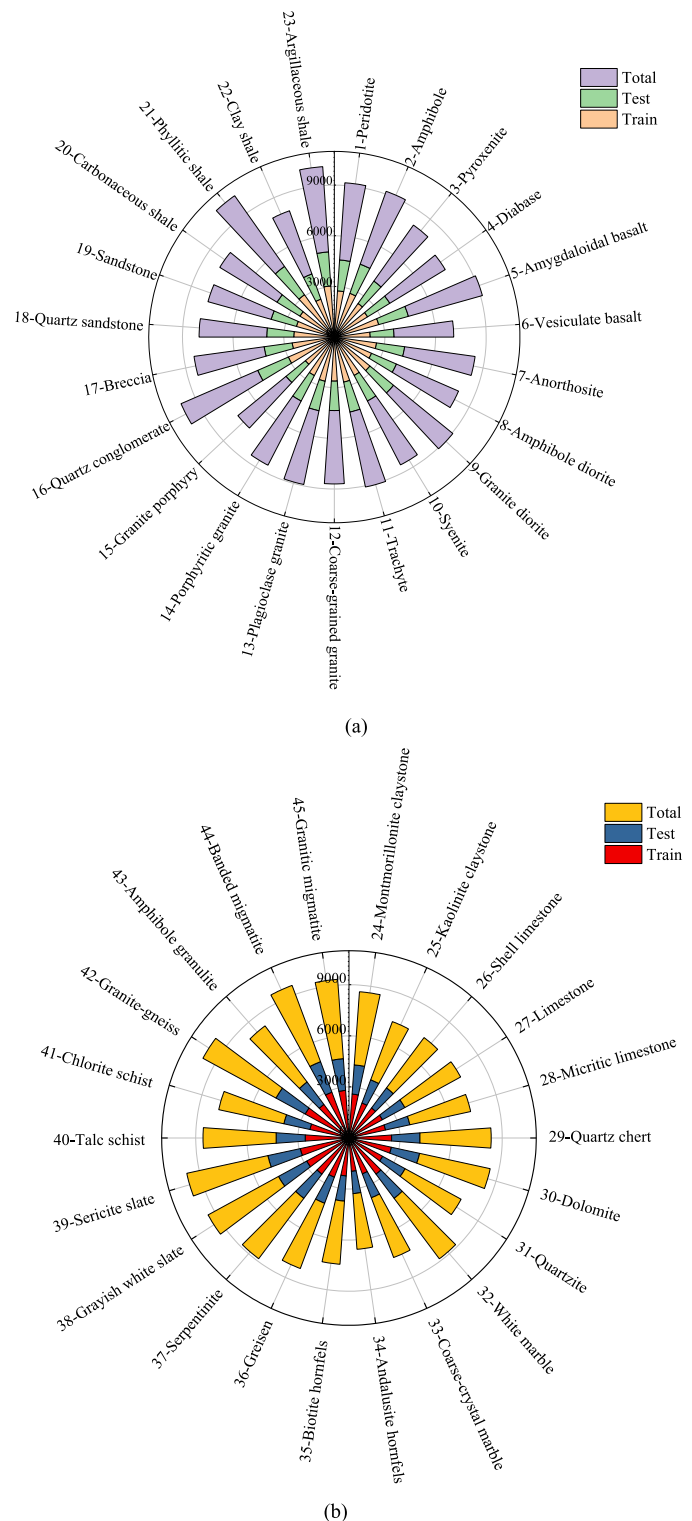 Total
Test
Train
9000
6000
3000
1-Peridotite
2-Amphibole
3-Pyroxenite
4-Diabase
5-Amygdaloidal basalt
6-Vesiculate basalt
7-Anorthosite
8-Amphibole diorite
9-Granite diorite
10-Syenite
11-Trachyte
12-Coarse-grained granite
13-Plagioclase granite
14-Porphyritic granite
15-Granite porphyry
16-Quartz conglomerate
17-Breccia
18-Quartz sandstone
19-Sandstone
20-Carbonaceous shale
21-Phyllitic shale
22-Clay shale
23-Argillaceous shale
(a)
Total
Test
Train
9000
6000
3000
24-Montmorillonite claystone
25-Kaolinite claystone
26-Shell limestone
27-Limestone
28-Micritic limestone
29-Quartz chert
30-Dolomite
31-Quartzite
32-White marble
33-Coarse-crystal marble
34-Andalusite hornfels
35-Biotite hornfels
36-Greisen
37-Serpentinite
38-Grayish white slate
39-Sericite slate
40-Talc schist
41-Chlorite schist
42-Granite-gneiss
43-Amphibole granulite
44-Banded migmatite
45-Granitic migmatite
(b)